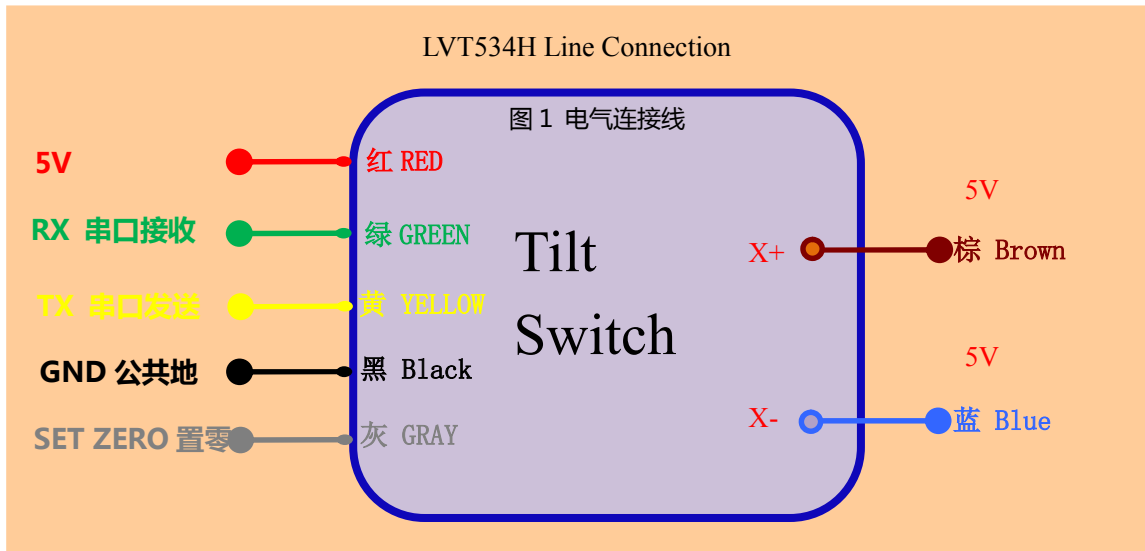 LVT534H Line Connection
图 1 电气连接线
5V 红 RED
RX 串口接收 绿 GREEN
TX 串口发送 黄 YELLOW
GND 公共地 黑 Black
SET ZERO 置零 灰 GRAY
Tilt
Switch
5V
X+ 棕 Brown
5V
X- 蓝 Blue